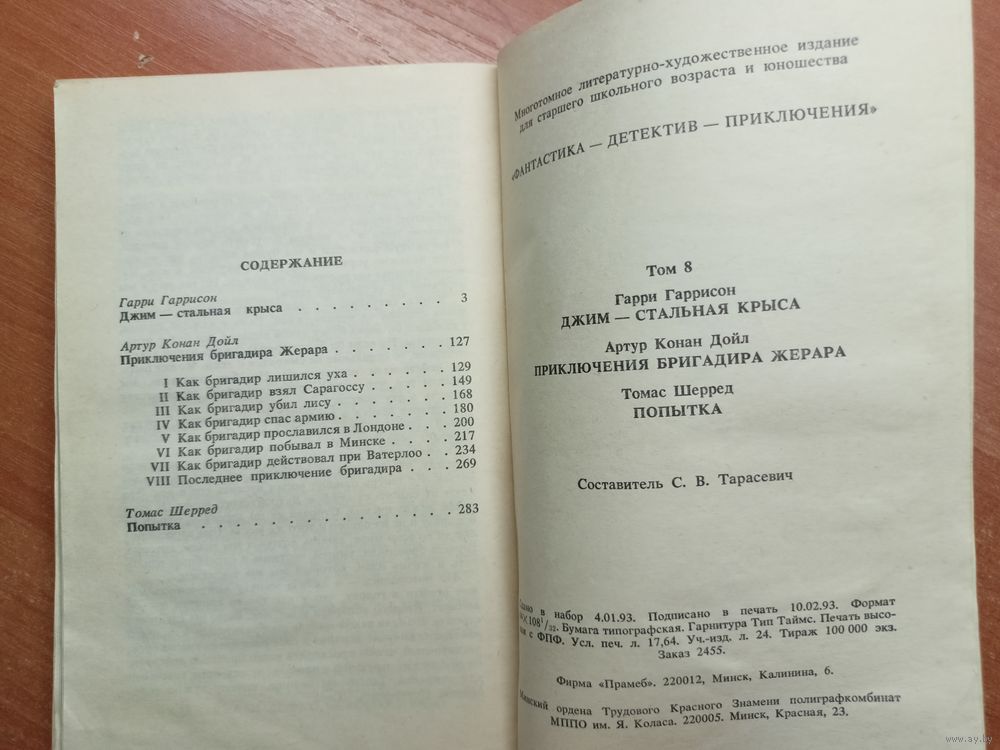 СОДЕРЖАНИЕ
Гарри Гаррисон
Джим — стальная крыса . . . . . . . . 3
Артур Конан Дойл
Приключения бригадира Жерара . . . . . . . 127
I Как бригадир лишился уха . . . . . . 129
II Как бригадир взял Сарагоссу . . . . . 149
III Как бригадир убил лису . . . . . . . 168
IV Как бригадир спас армию . . . . . . 180
V Как бригадир прославился в Лондоне . . . 200
VI Как бригадир побывал в Минске . . . . 217
VII Как бригадир действовал при Ватерлоо . . 234
VIII Последнее приключение бригадира . . . 269
Томас Шерред
Попытка . . . . . . . . . . . . . . 283
Многотомное литературно-художественное издание
для старшего школьного возраста и юношества
«ФАНТАСТИКА — ДЕТЕКТИВ — ПРИКЛЮЧЕНИЯ»
Том 8
Гарри Гаррисон
ДЖИМ — СТАЛЬНАЯ КРЫСА
Артур Конан Дойл
ПРИКЛЮЧЕНИЯ БРИГАДИРА ЖЕРАРА
Томас Шерред
ПОПЫТКА
Составитель С. В. Тарасевич
в набор 4.01.93. Подписано в печать 10.02.93. Формат
×108¹/₃₂. Бумага типографская. Гарнитура Тип Таймс. Печать высо-
с ФПФ. Усл. печ. л. 17,64. Уч.-изд. л. 24. Тираж 100 000 экз.
Заказ 2455.
Фирма «Прамеб». 220012, Минск, Калинина, 6.
Минский ордена Трудового Красного Знамени полиграфкомбинат
МППО им. Я. Коласа. 220005. Минск, Красная, 23.
www.ay.by